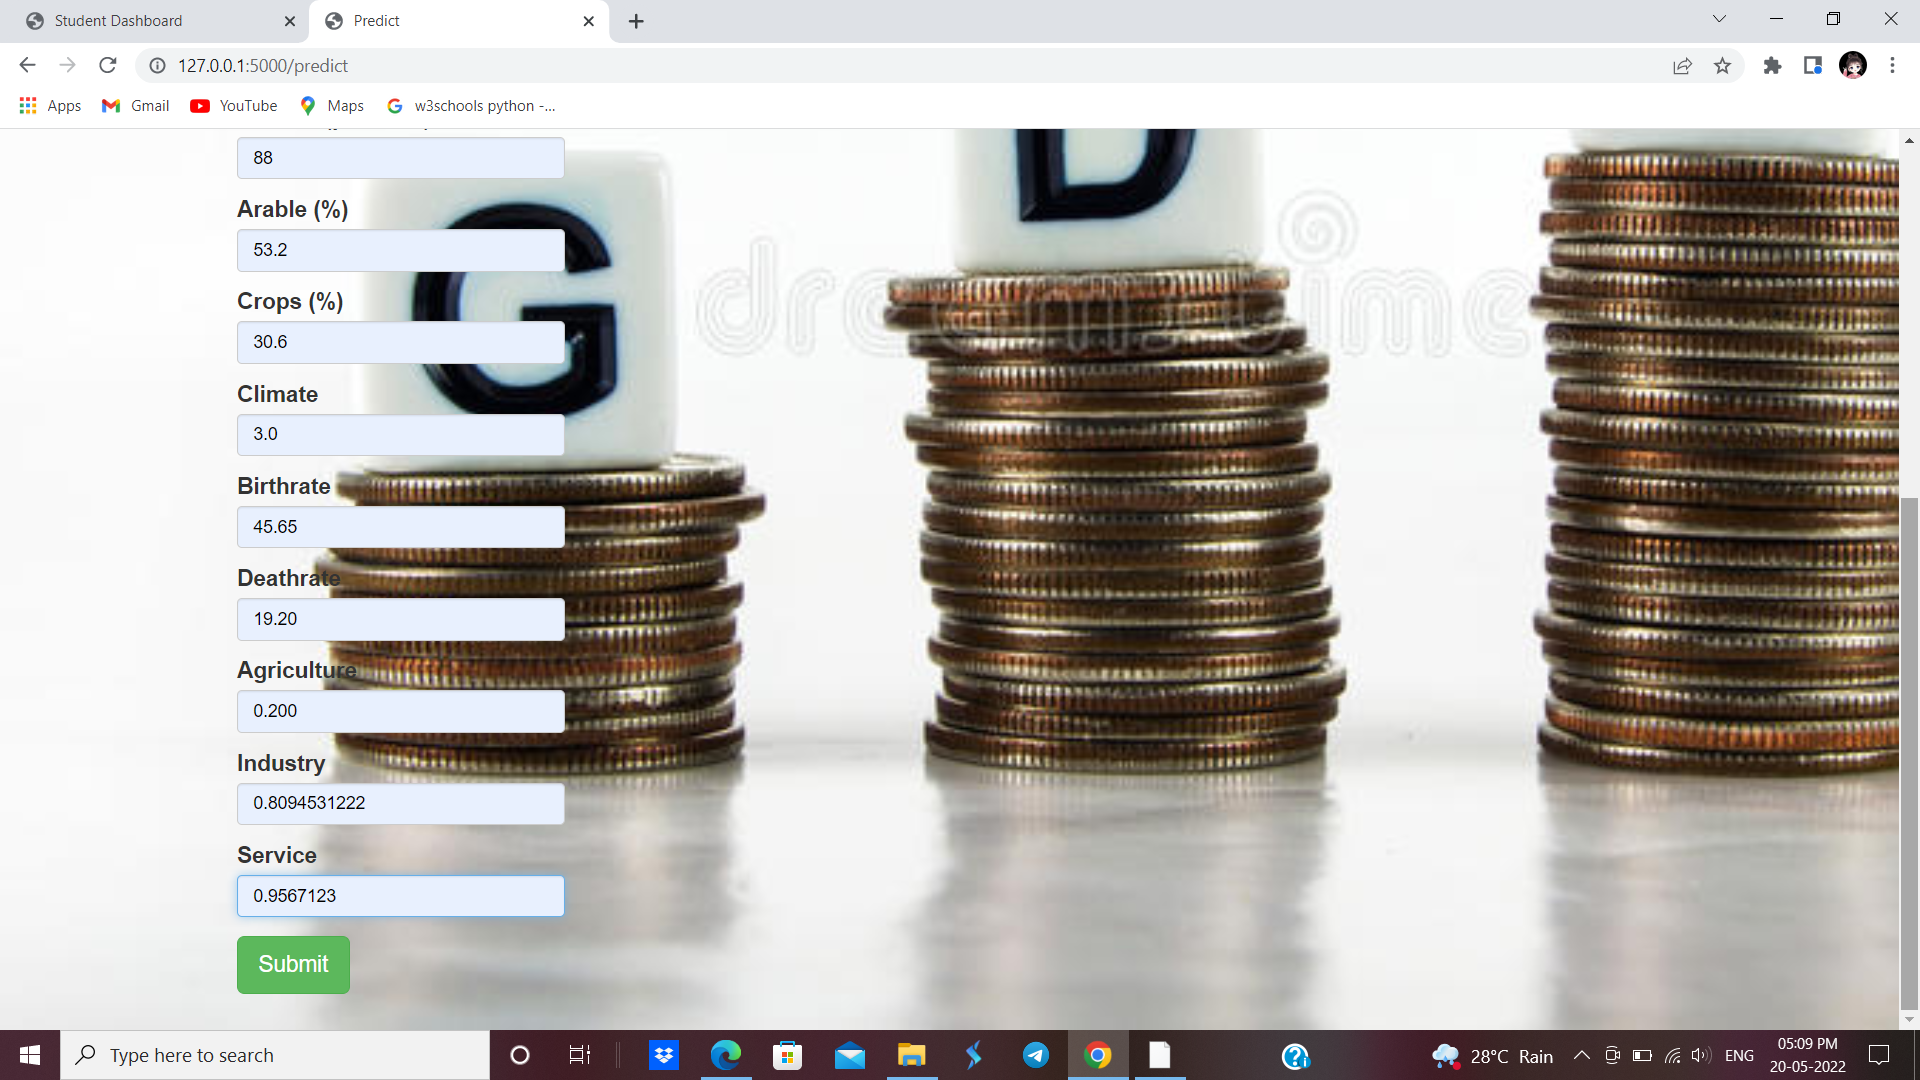 Student Dashboard
Predict
127.0.0.1:5000/predict
Apps
Gmail
YouTube
Maps
w3schools python -...
88
Arable (%)
53.2
Crops (%)
30.6
Climate
3.0
Birthrate
45.65
Deathrate
19.20
Agriculture
0.200
Industry
0.8094531222
Service
0.9567123
Submit
G
D
dreamstime.
Type here to search
28°C Rain
ENG
05:09 PM
20-05-2022